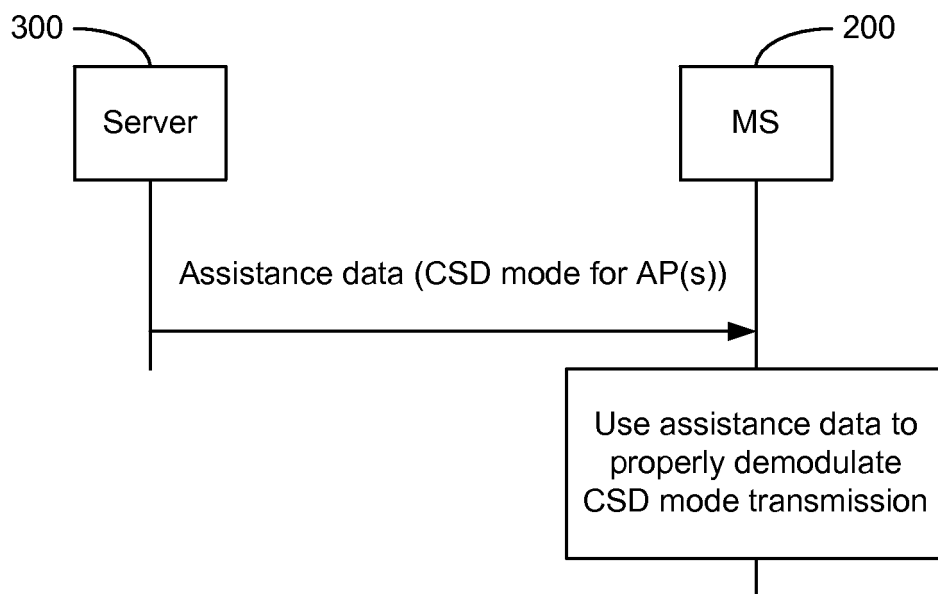 300
200
Server
MS
Assistance data (CSD mode for AP(s))
Use assistance data to
properly demodulate
CSD mode transmission